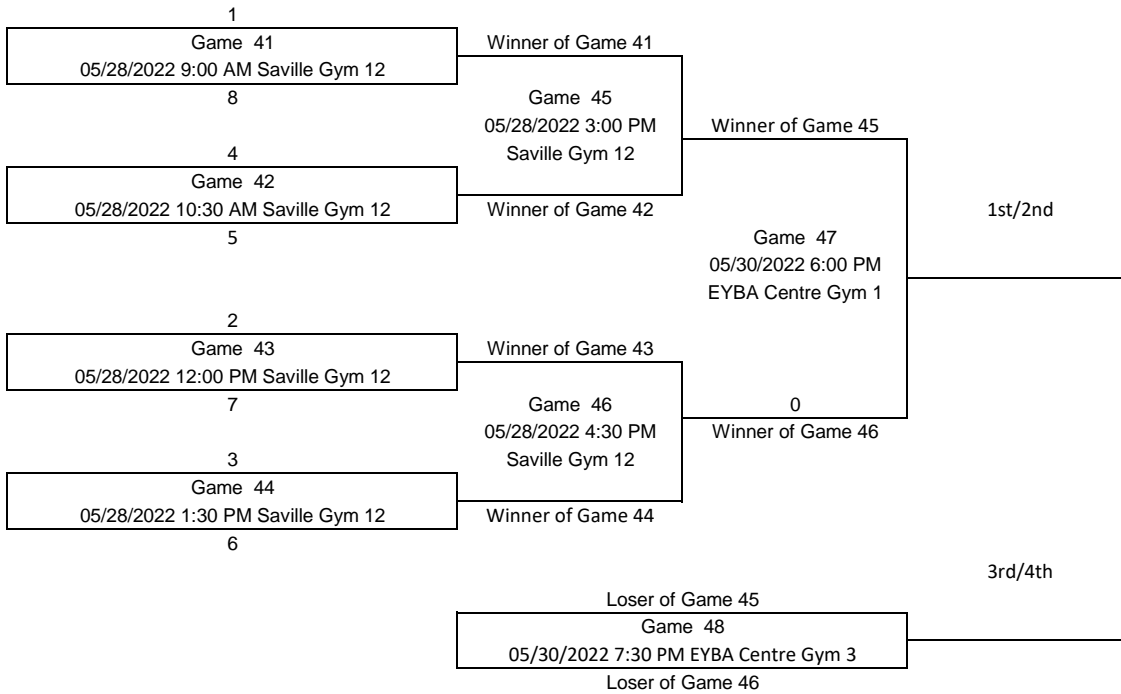 1
Game 41
05/28/2022 9:00 AM Saville Gym 12
8
4
Game 42
05/28/2022 10:30 AM Saville Gym 12
5
2
Game 43
05/28/2022 12:00 PM Saville Gym 12
7
3
Game 44
05/28/2022 1:30 PM Saville Gym 12
6
Winner of Game 41
Game 45
05/28/2022 3:00 PM
Saville Gym 12
Winner of Game 42
Winner of Game 43
Game 46
05/28/2022 4:30 PM
Saville Gym 12
Winner of Game 44
Winner of Game 45
Game 47
05/30/2022 6:00 PM
EYBA Centre Gym 1
0
Winner of Game 46
1st/2nd
3rd/4th
Loser of Game 45
Game 48
05/30/2022 7:30 PM EYBA Centre Gym 3
Loser of Game 46